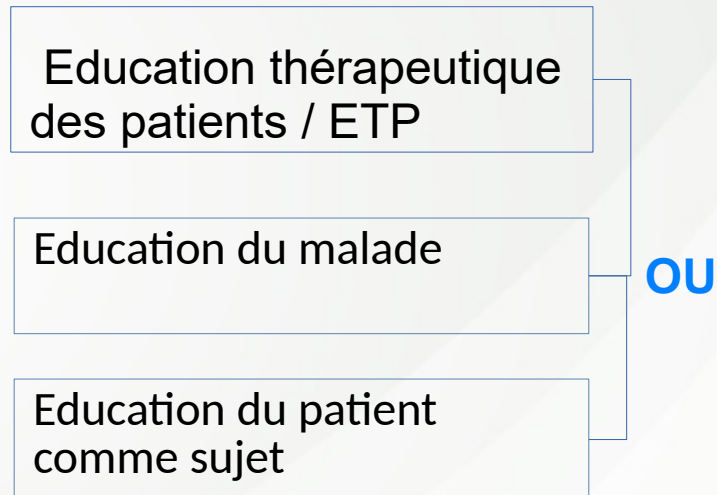 Education thérapeutique
des patients / ETP
Education du malade
OU
Education du patient
comme sujet